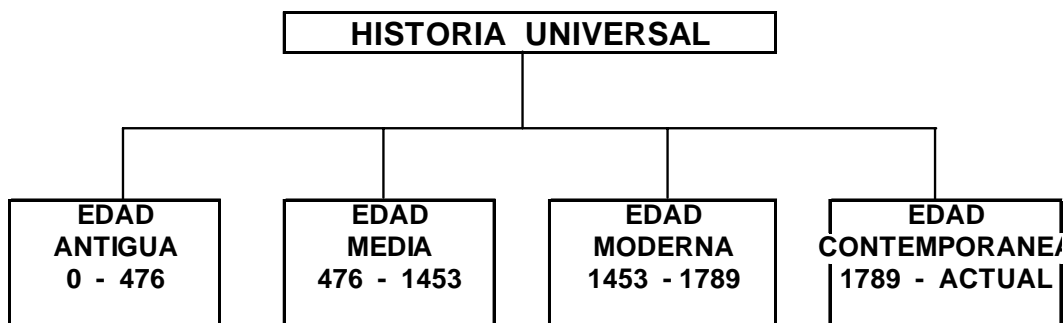 HISTORIA UNIVERSAL
EDAD
ANTIGUA
0 - 476
EDAD
MEDIA
476 - 1453
EDAD
MODERNA
1453 - 1789
EDAD
CONTEMPORANEA
1789 - ACTUAL